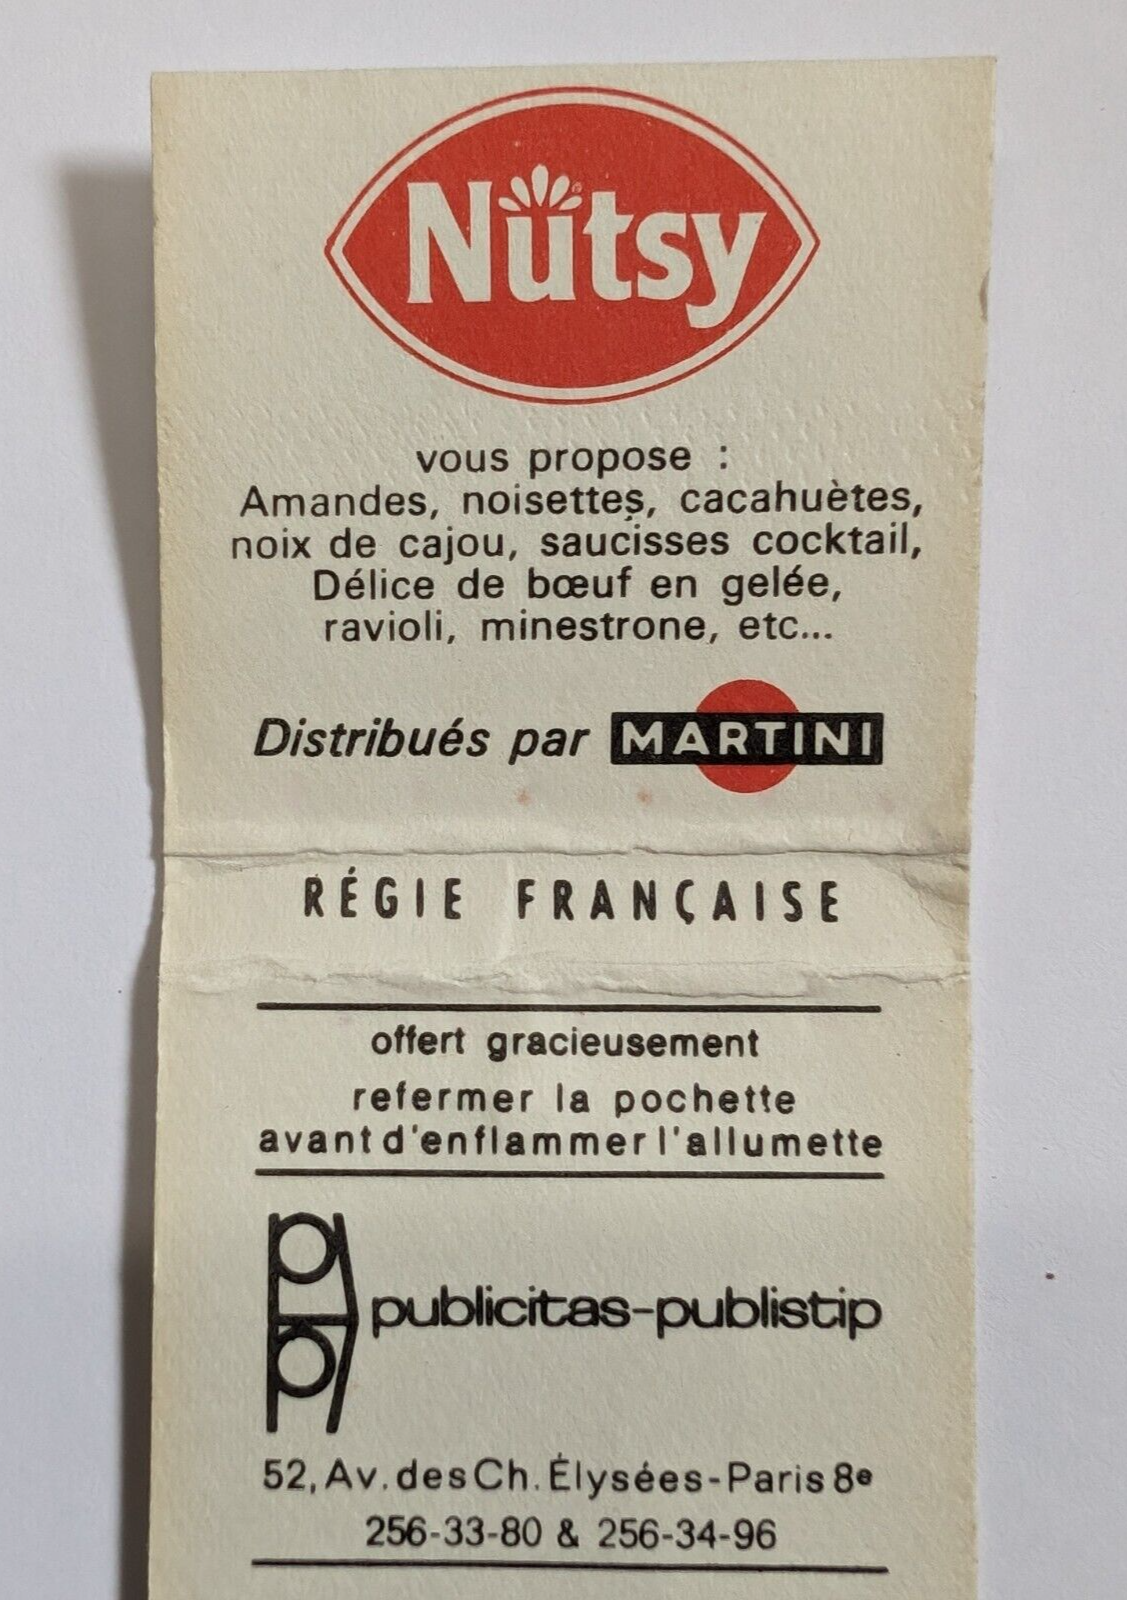 Nutsy
vous propose :
Amandes, noisettes, cacahuètes,
noix de cajou, saucisses cocktail,
Délice de bœuf en gelée,
ravioli, minestrone, etc...
Distribués par MARTINI
RÉGIE FRANÇAISE
offert gracieusement
refermer la pochette
avant d'enflammer l'allumette
publicitas-publistip
52, Av. des Ch. Élysées - Paris 8e
256-33-80 & 256-34-96